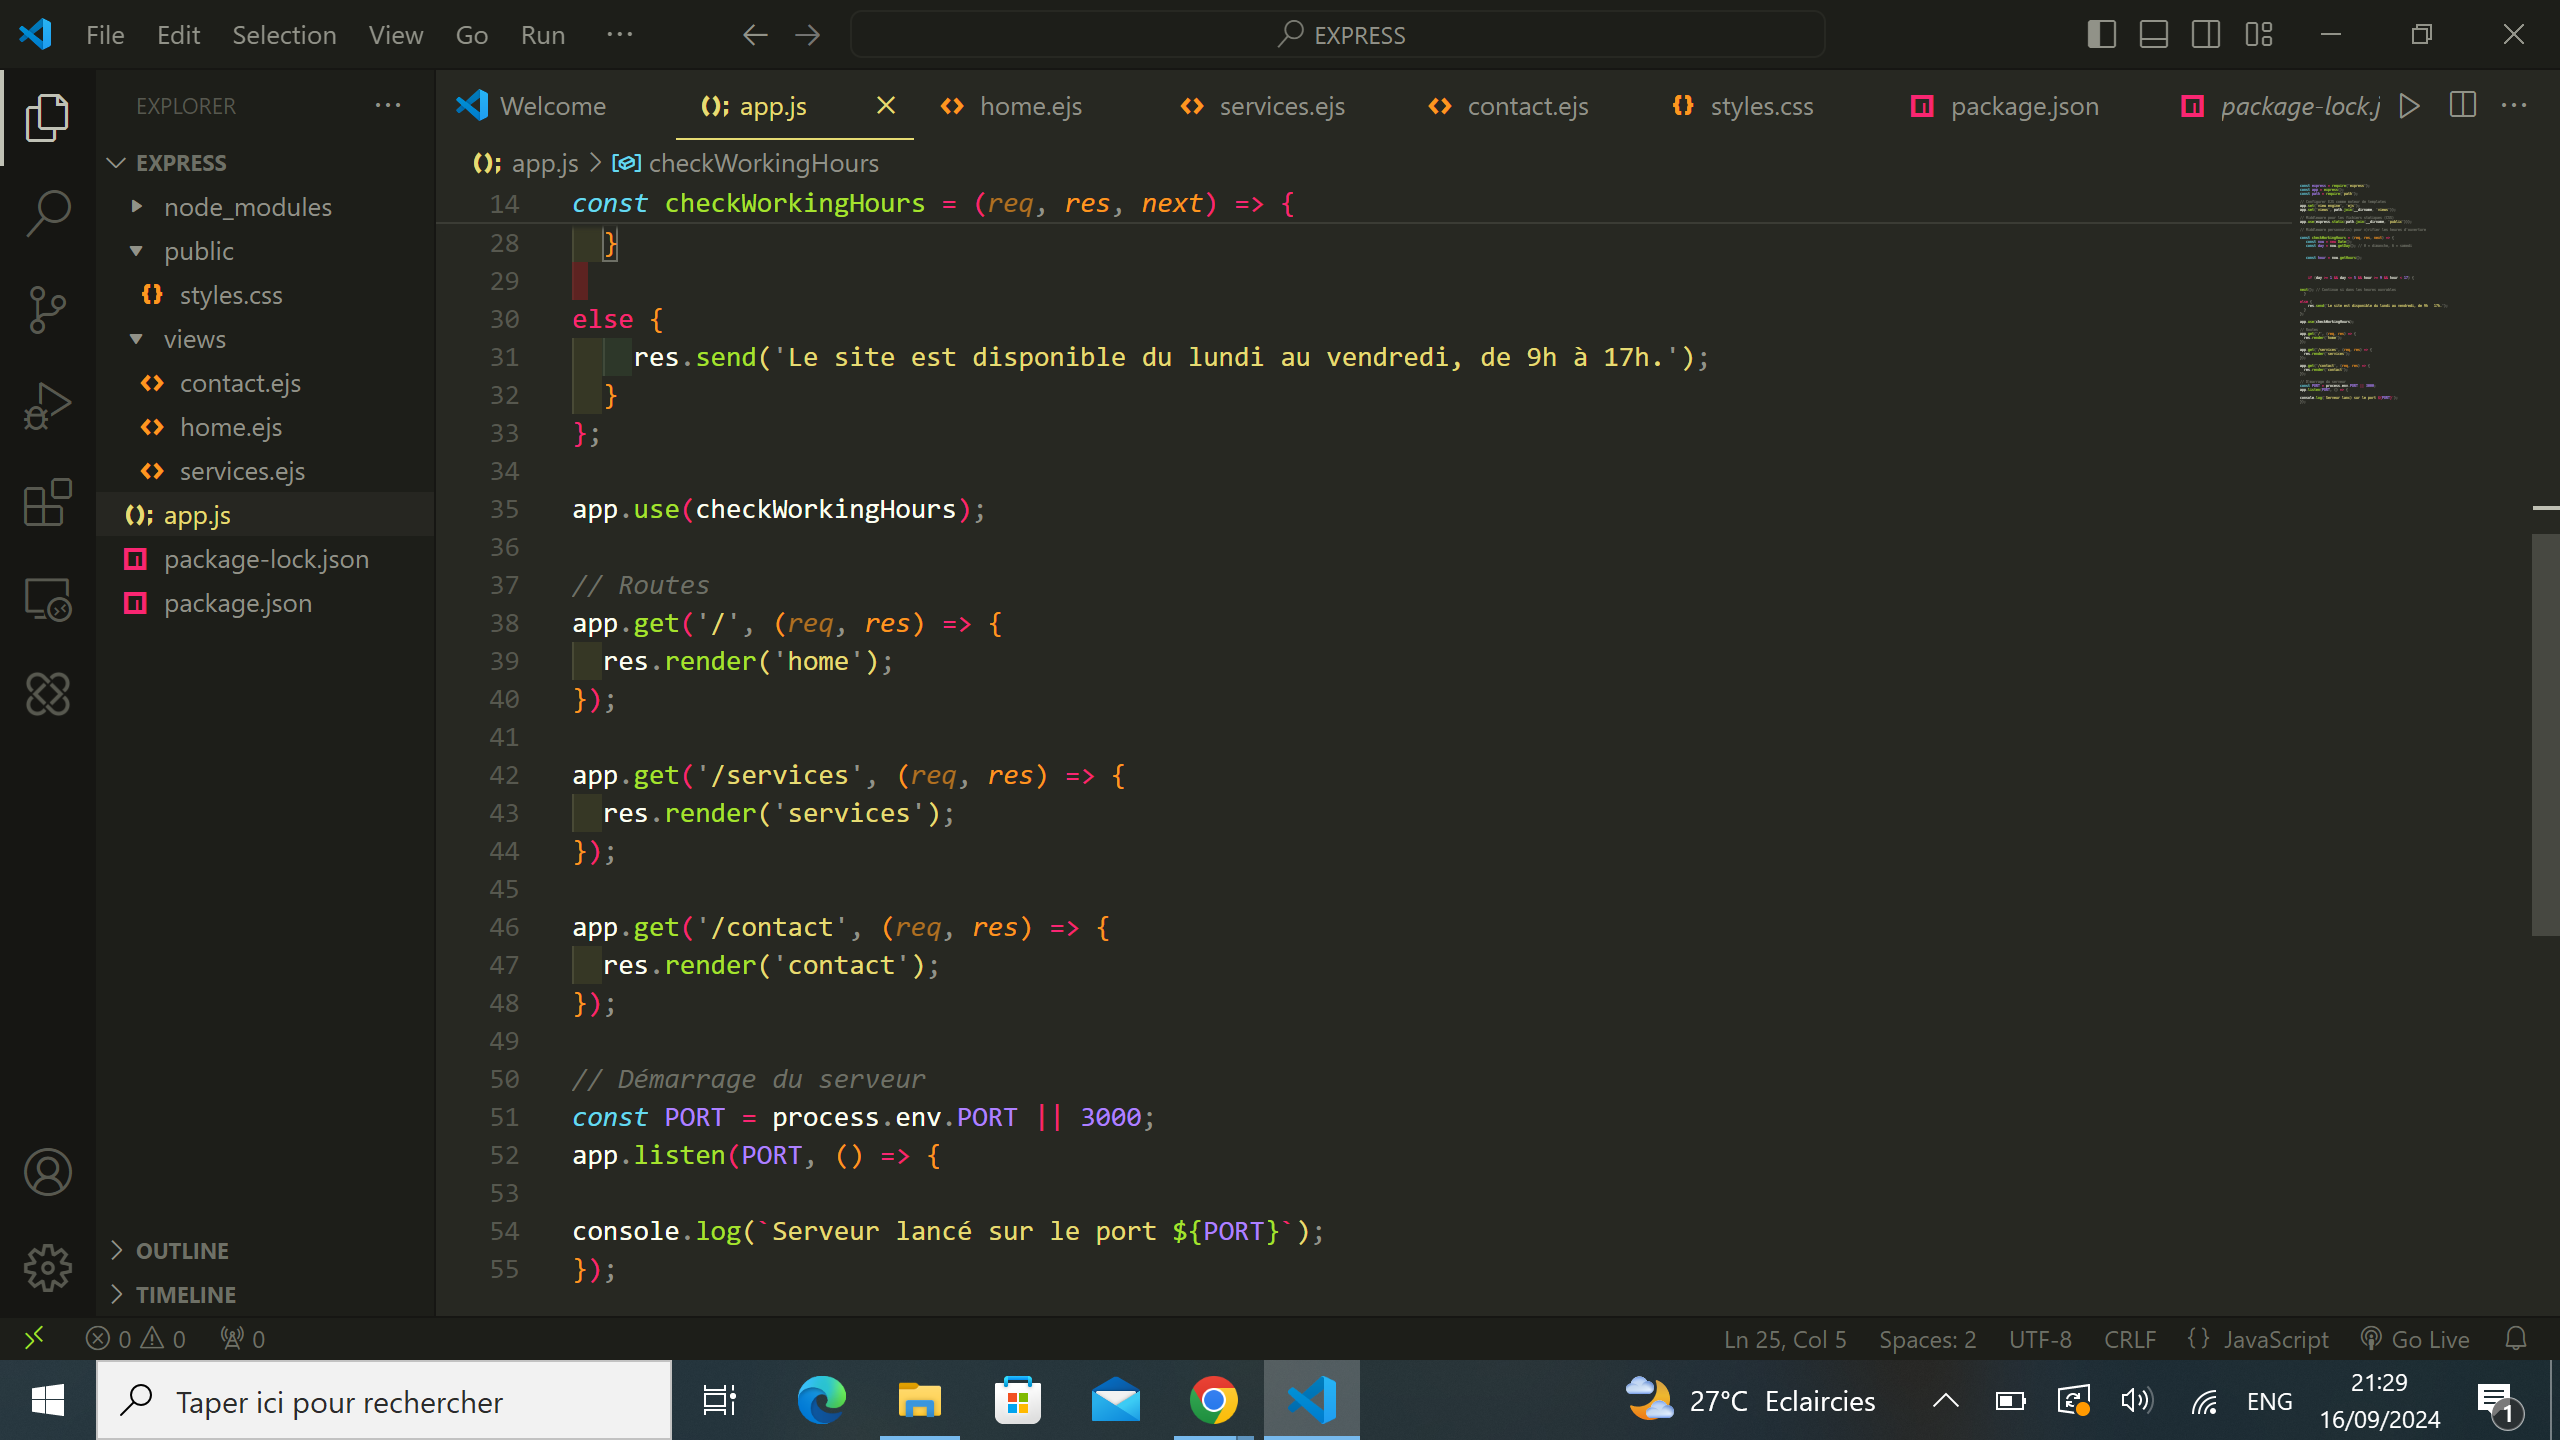 File Edit Selection View Go Run ··· EXPRESS
EXPLORER ···
Welcome app.js home.ejs services.ejs contact.ejs styles.css package.json package-lock.j
EXPRESS
node_modules
public
styles.css
views
contact.ejs
home.ejs
services.ejs
app.js
package-lock.json
package.json
OUTLINE
TIMELINE
app.js > checkWorkingHours
14 const checkWorkingHours = (req, res, next) => {
28 }
29
30 else {
31 res.send('Le site est disponible du lundi au vendredi, de 9h à 17h.');
32 }
33 };
34
35 app.use(checkWorkingHours);
36
37 // Routes
38 app.get('/', (req, res) => {
39 res.render('home');
40 });
41
42 app.get('/services', (req, res) => {
43 res.render('services');
44 });
45
46 app.get('/contact', (req, res) => {
47 res.render('contact');
48 });
49
50 // Démarrage du serveur
51 const PORT = process.env.PORT || 3000;
52 app.listen(PORT, () => {
53
54 console.log(`Serveur lancé sur le port ${PORT}`);
55 });
0 0 0 Ln 25, Col 5 Spaces: 2 UTF-8 CRLF {} JavaScript Go Live
Taper ici pour rechercher 27°C Eclaircies ENG 21:29
16/09/2024 1